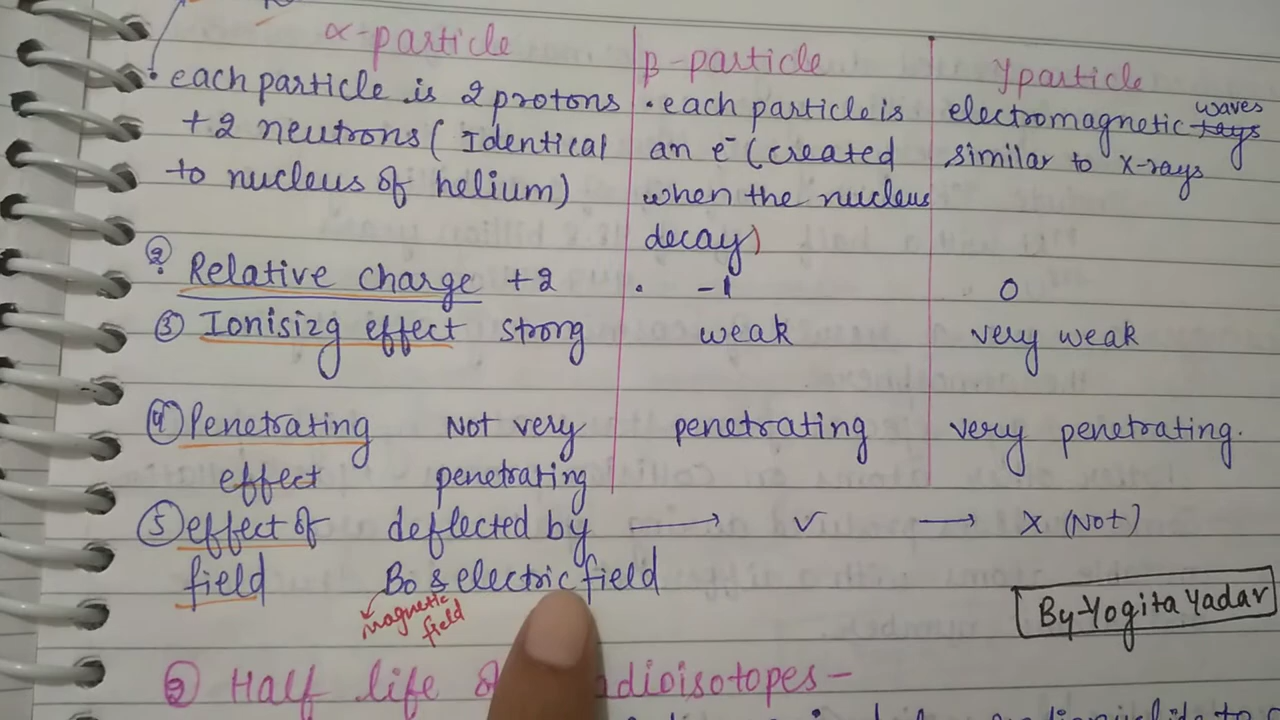 α-particle β-particle γ particle
• each particle is 2 protons • each particle is electromagnetic rays waves
+2 neutrons ( Identical an e⁻ (created similar to x-rays
to nucleus of helium) when the nucleus
decay)
② Relative charge +2 • -1 0
③ Ionisizg effect strong weak very weak
④ Penetrating Not very penetrating very penetrating.
effect penetrating
⑤ effect of deflected by → ✓ → X (Not)
field Bo & electric field
magnetic
field
By-Yogita Yadav
② Half life adioisotopes-